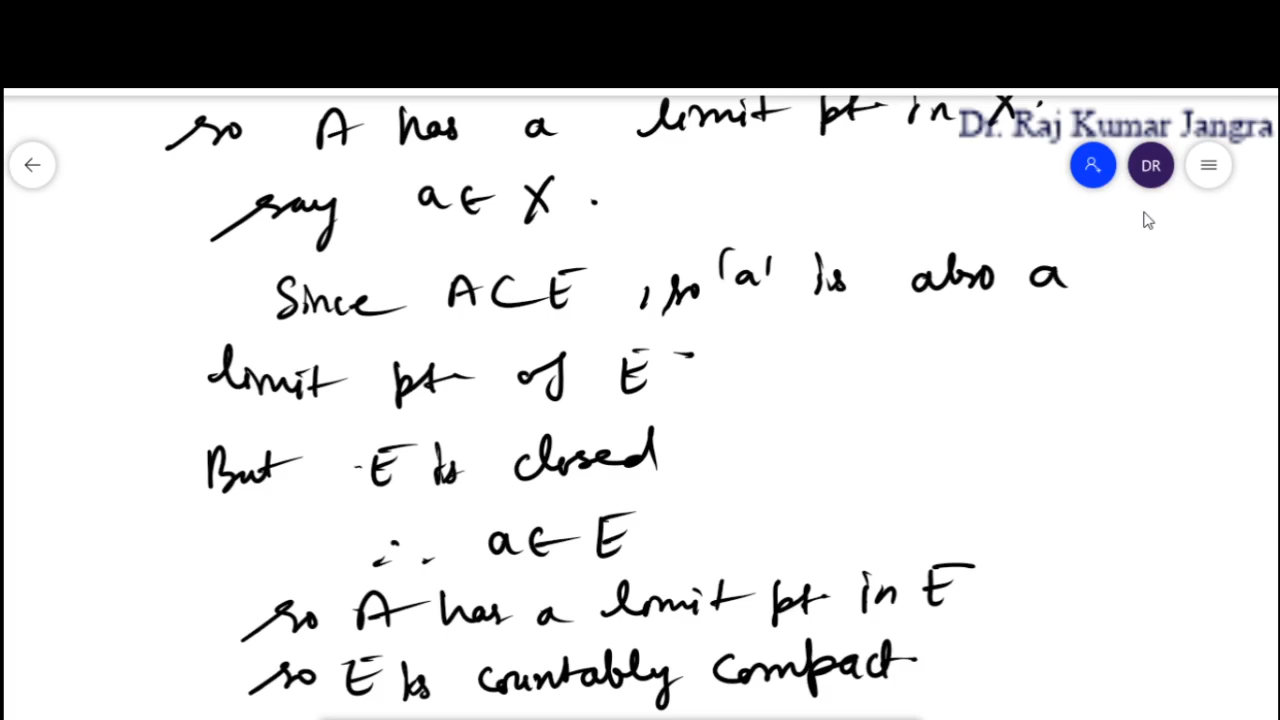 so A has a limit pt in X.
Dr. Raj Kumar Jangra
DR
say a ∈ X .
Since A ⊂ E , so 'a' is also a
limit pt of E
But E is closed
∴ a ∈ E
so A has a limit pt in E
so E is countably compact